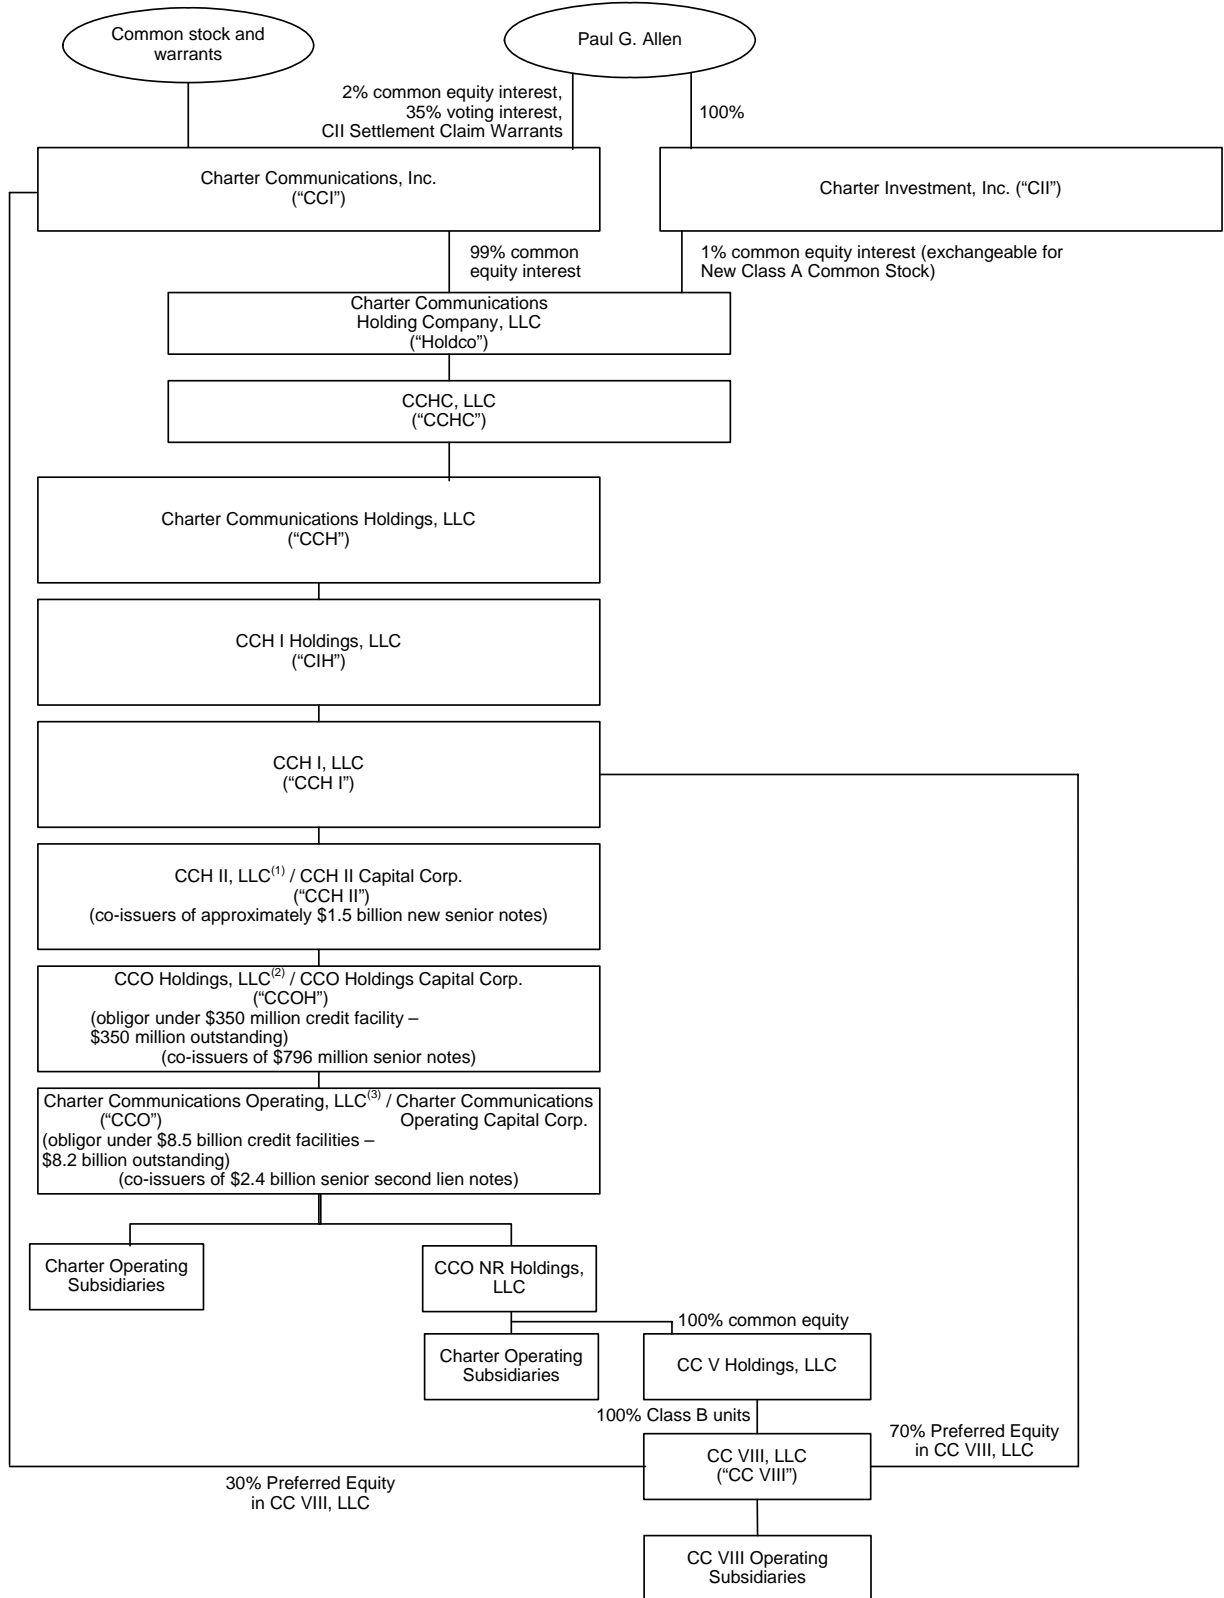 Common stock and
warrants
Paul G. Allen
2% common equity interest,
35% voting interest,
CII Settlement Claim Warrants
100%
Charter Communications, Inc.
(“CCI”)
Charter Investment, Inc. (“CII”)
99% common
equity interest
1% common equity interest (exchangeable for
New Class A Common Stock)
Charter Communications
Holding Company, LLC
(“Holdco”)
CCHC, LLC
(“CCHC”)
Charter Communications Holdings, LLC
(“CCH”)
CCH I Holdings, LLC
(“CIH”)
CCH I, LLC
(“CCH I”)
CCH II, LLC(1) / CCH II Capital Corp.
(“CCH II”)
(co-issuers of approximately $1.5 billion new senior notes)
CCO Holdings, LLC(2) / CCO Holdings Capital Corp.
(“CCOH”)
(obligor under $350 million credit facility –
$350 million outstanding)
(co-issuers of $796 million senior notes)
Charter Communications Operating, LLC(3) / Charter Communications
(“CCO”) Operating Capital Corp.
(obligor under $8.5 billion credit facilities –
$8.2 billion outstanding)
(co-issuers of $2.4 billion senior second lien notes)
Charter Operating
Subsidiaries
CCO NR Holdings,
LLC
100% common equity
Charter Operating
Subsidiaries
CC V Holdings, LLC
100% Class B units
70% Preferred Equity
in CC VIII, LLC
CC VIII, LLC
(“CC VIII”)
30% Preferred Equity
in CC VIII, LLC
CC VIII Operating
Subsidiaries